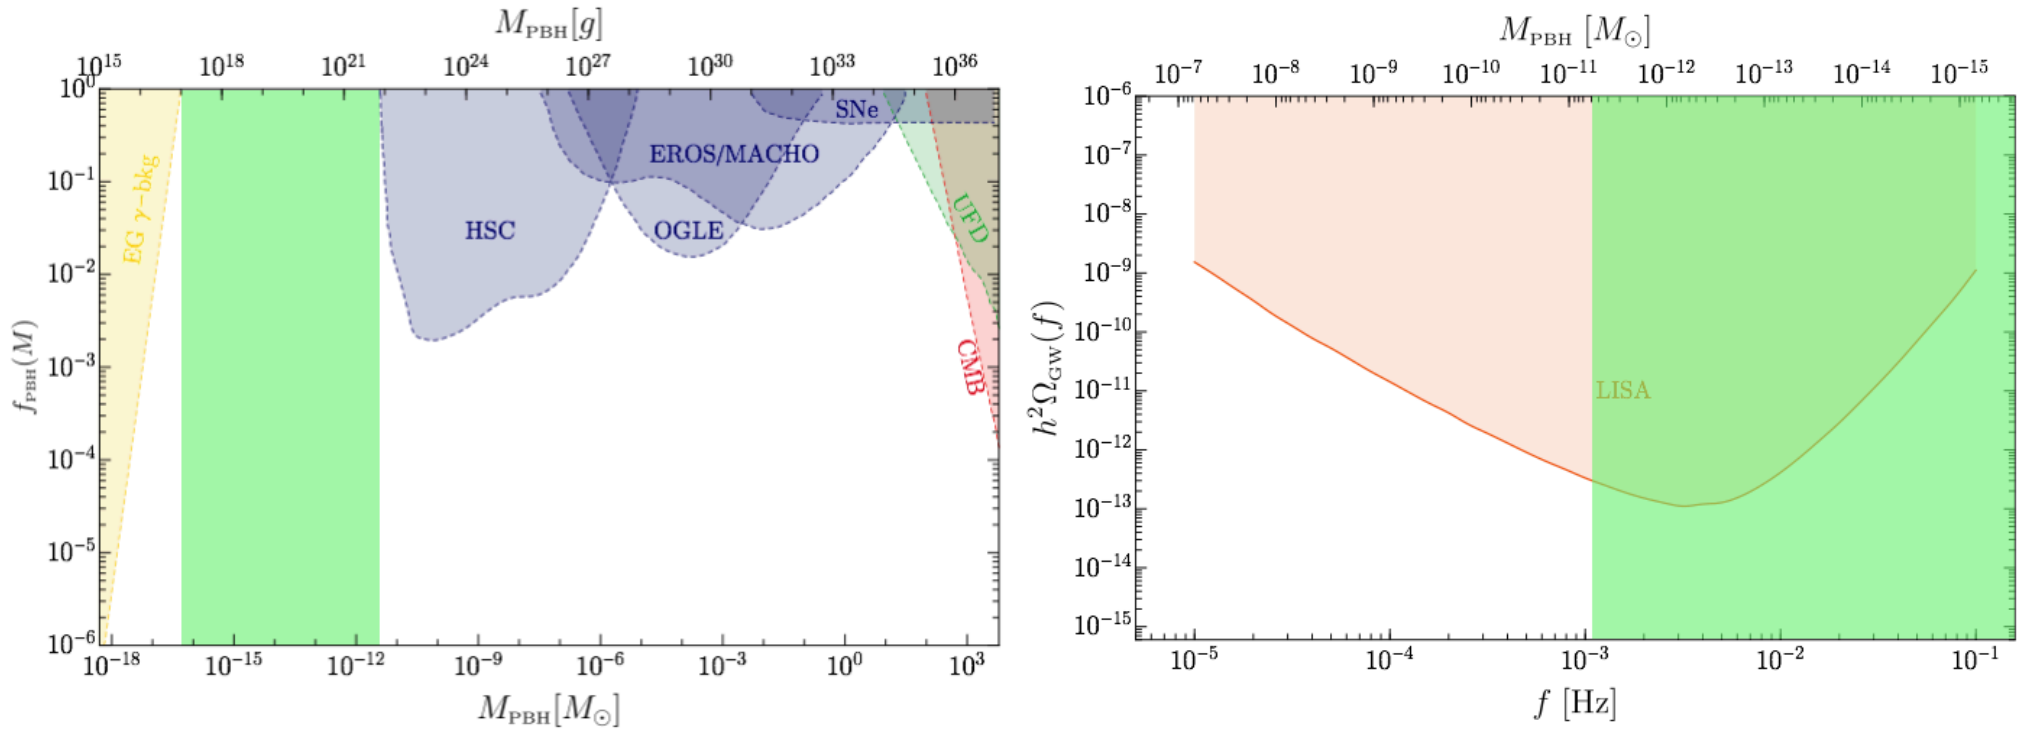 M_PBH[g]
10^15 10^18 10^21 10^24 10^27 10^30 10^33 10^36
10^0
10^-1
10^-2
10^-3
10^-4
10^-5
10^-6
f_PBH(M)
EG γ-bkg
HSC
EROS/MACHO
OGLE
SNe
UFD
CMB
10^-18 10^-15 10^-12 10^-9 10^-6 10^-3 10^0 10^3
M_PBH[M_⊙]
M_PBH [M_⊙]
10^-7 10^-8 10^-9 10^-10 10^-11 10^-12 10^-13 10^-14 10^-15
10^-6
10^-7
10^-8
10^-9
10^-10
10^-11
10^-12
10^-13
10^-14
10^-15
h^2Ω_GW(f)
LISA
10^-5 10^-4 10^-3 10^-2 10^-1
f [Hz]